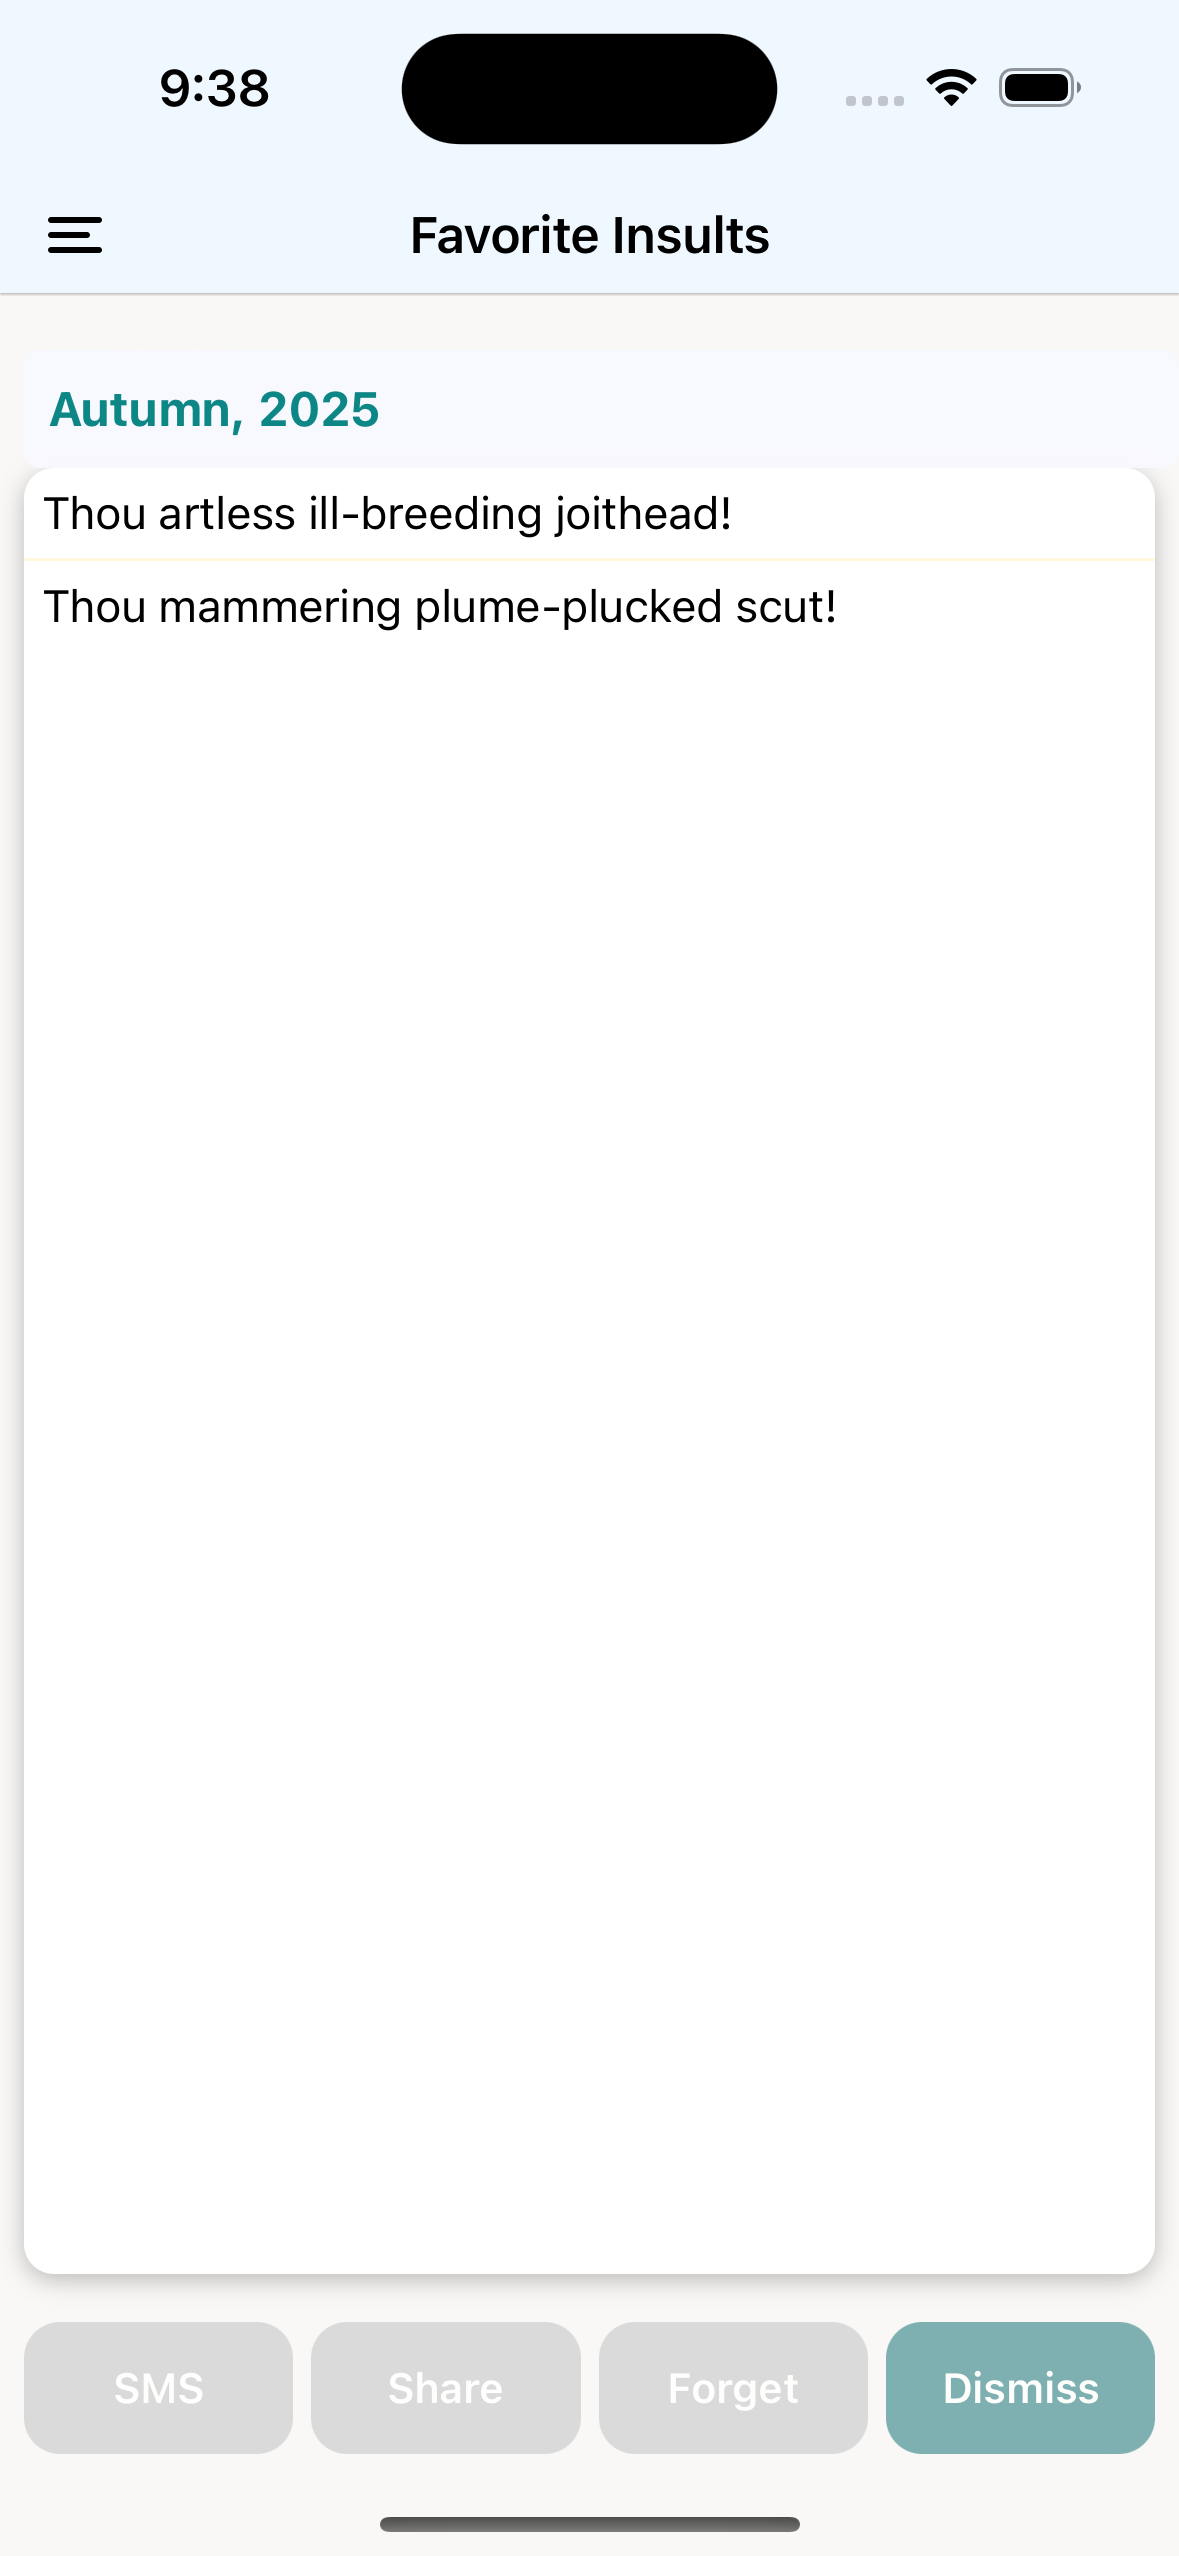 9:38
Favorite Insults
Autumn, 2025
Thou artless ill-breeding joithead!
Thou mammering plume-plucked scut!
SMS
Share
Forget
Dismiss